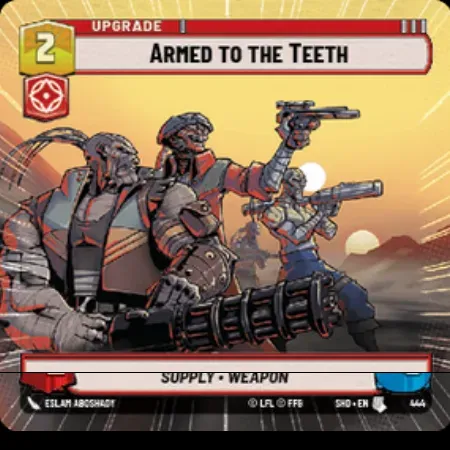 UPGRADE
2
ARMED TO THE TEETH
SUPPLY • WEAPON
ESLAM ABOSHADY
© LFL © FFG
SHD • EN
444